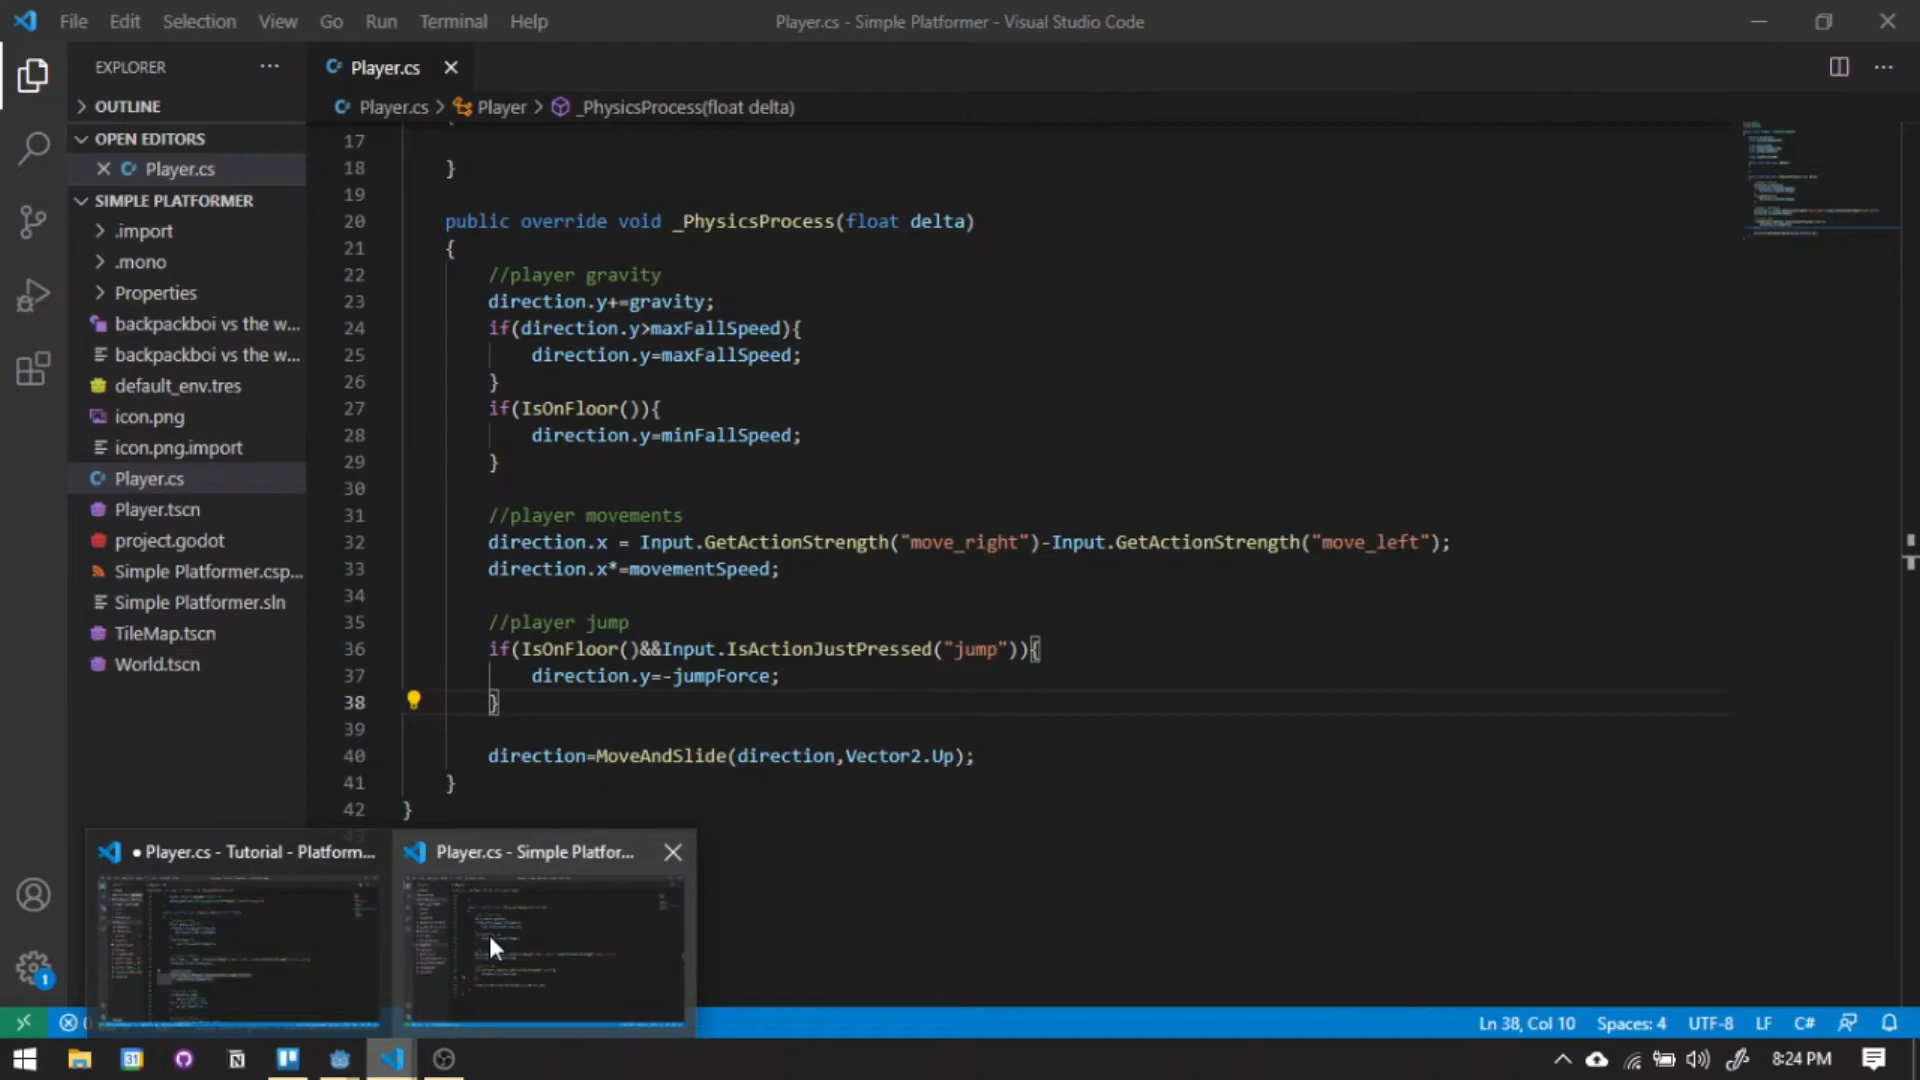 File Edit Selection View Go Run Terminal Help
Player.cs - Simple Platformer - Visual Studio Code
EXPLORER
Player.cs
OUTLINE
Player.cs > Player > _PhysicsProcess(float delta)
OPEN EDITORS
Player.cs
SIMPLE PLATFORMER
.import
.mono
Properties
backpackboi vs the w...
backpackboi vs the w...
default_env.tres
icon.png
icon.png.import
Player.cs
Player.tscn
project.godot
Simple Platformer.csp...
Simple Platformer.sln
TileMap.tscn
World.tscn
17
18 }
19
20 public override void _PhysicsProcess(float delta)
21 {
22 //player gravity
23 direction.y+=gravity;
24 if(direction.y>maxFallSpeed){
25 direction.y=maxFallSpeed;
26 }
27 if(IsOnFloor()){
28 direction.y=minFallSpeed;
29 }
30
31 //player movements
32 direction.x = Input.GetActionStrength("move_right")-Input.GetActionStrength("move_left");
33 direction.x*=movementSpeed;
34
35 //player jump
36 if(IsOnFloor()&&Input.IsActionJustPressed("jump")){
37 direction.y=-jumpForce;
38 }
39
40 direction=MoveAndSlide(direction,Vector2.Up);
41 }
42 }
• Player.cs - Tutorial - Platform...
Player.cs - Simple Platfor...
1
Ln 38, Col 10 Spaces: 4 UTF-8 LF C#
31
N
8:24 PM